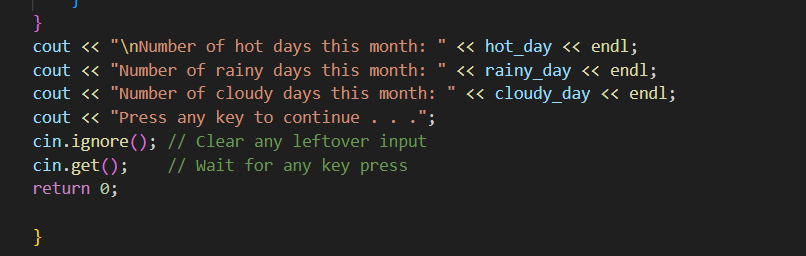 }
}
cout << "\nNumber of hot days this month: " << hot_day << endl;
cout << "Number of rainy days this month: " << rainy_day << endl;
cout << "Number of cloudy days this month: " << cloudy_day << endl;
cout << "Press any key to continue . . .";
cin.ignore(); // Clear any leftover input
cin.get();    // Wait for any key press
return 0;
}